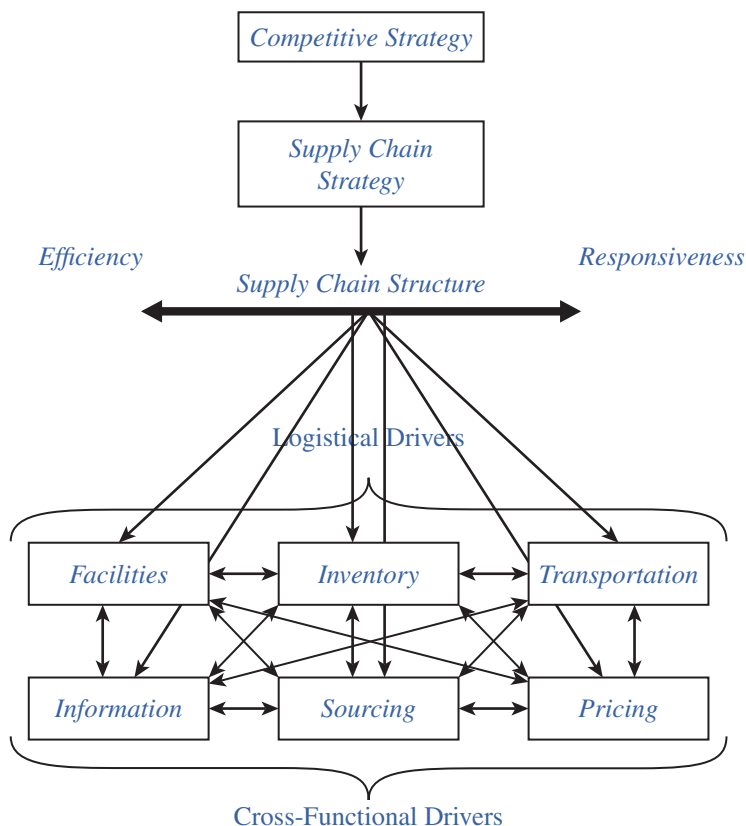 Competitive Strategy
Supply Chain
Strategy
Efficiency
Responsiveness
Supply Chain Structure
Logistical Drivers
Facilities
Inventory
Transportation
Information
Sourcing
Pricing
Cross-Functional Drivers